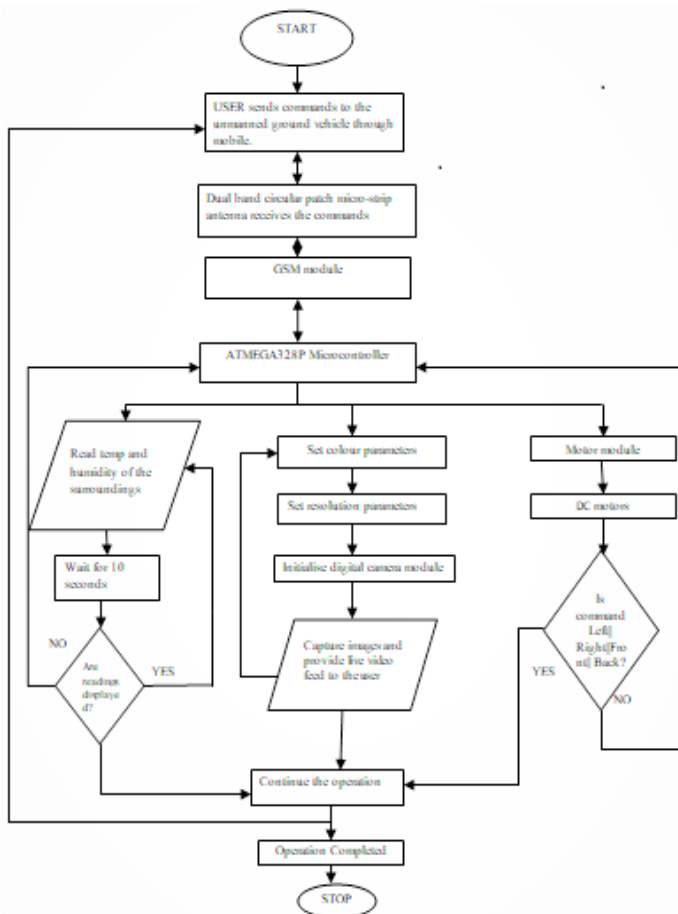 START
USER sends commands to the
unmanned ground vehicle through
mobile.
Dual band circular patch micro-strip
antenna receives the commands
GSM module
ATMEGA328P Microcontroller
Read temp and
humidity of the
surroundings
Set colour parameters
Motor module
Set resolution parameters
DC motors
Wait for 10
seconds
Initialise digital camera module
NO
Are
readings
displaye
d?
YES
Capture images and
provide live video
feed to the user
Is
command
Left||
Right||Fro
nt|| Back?
YES
NO
Continue the operation
Operation Completed
STOP